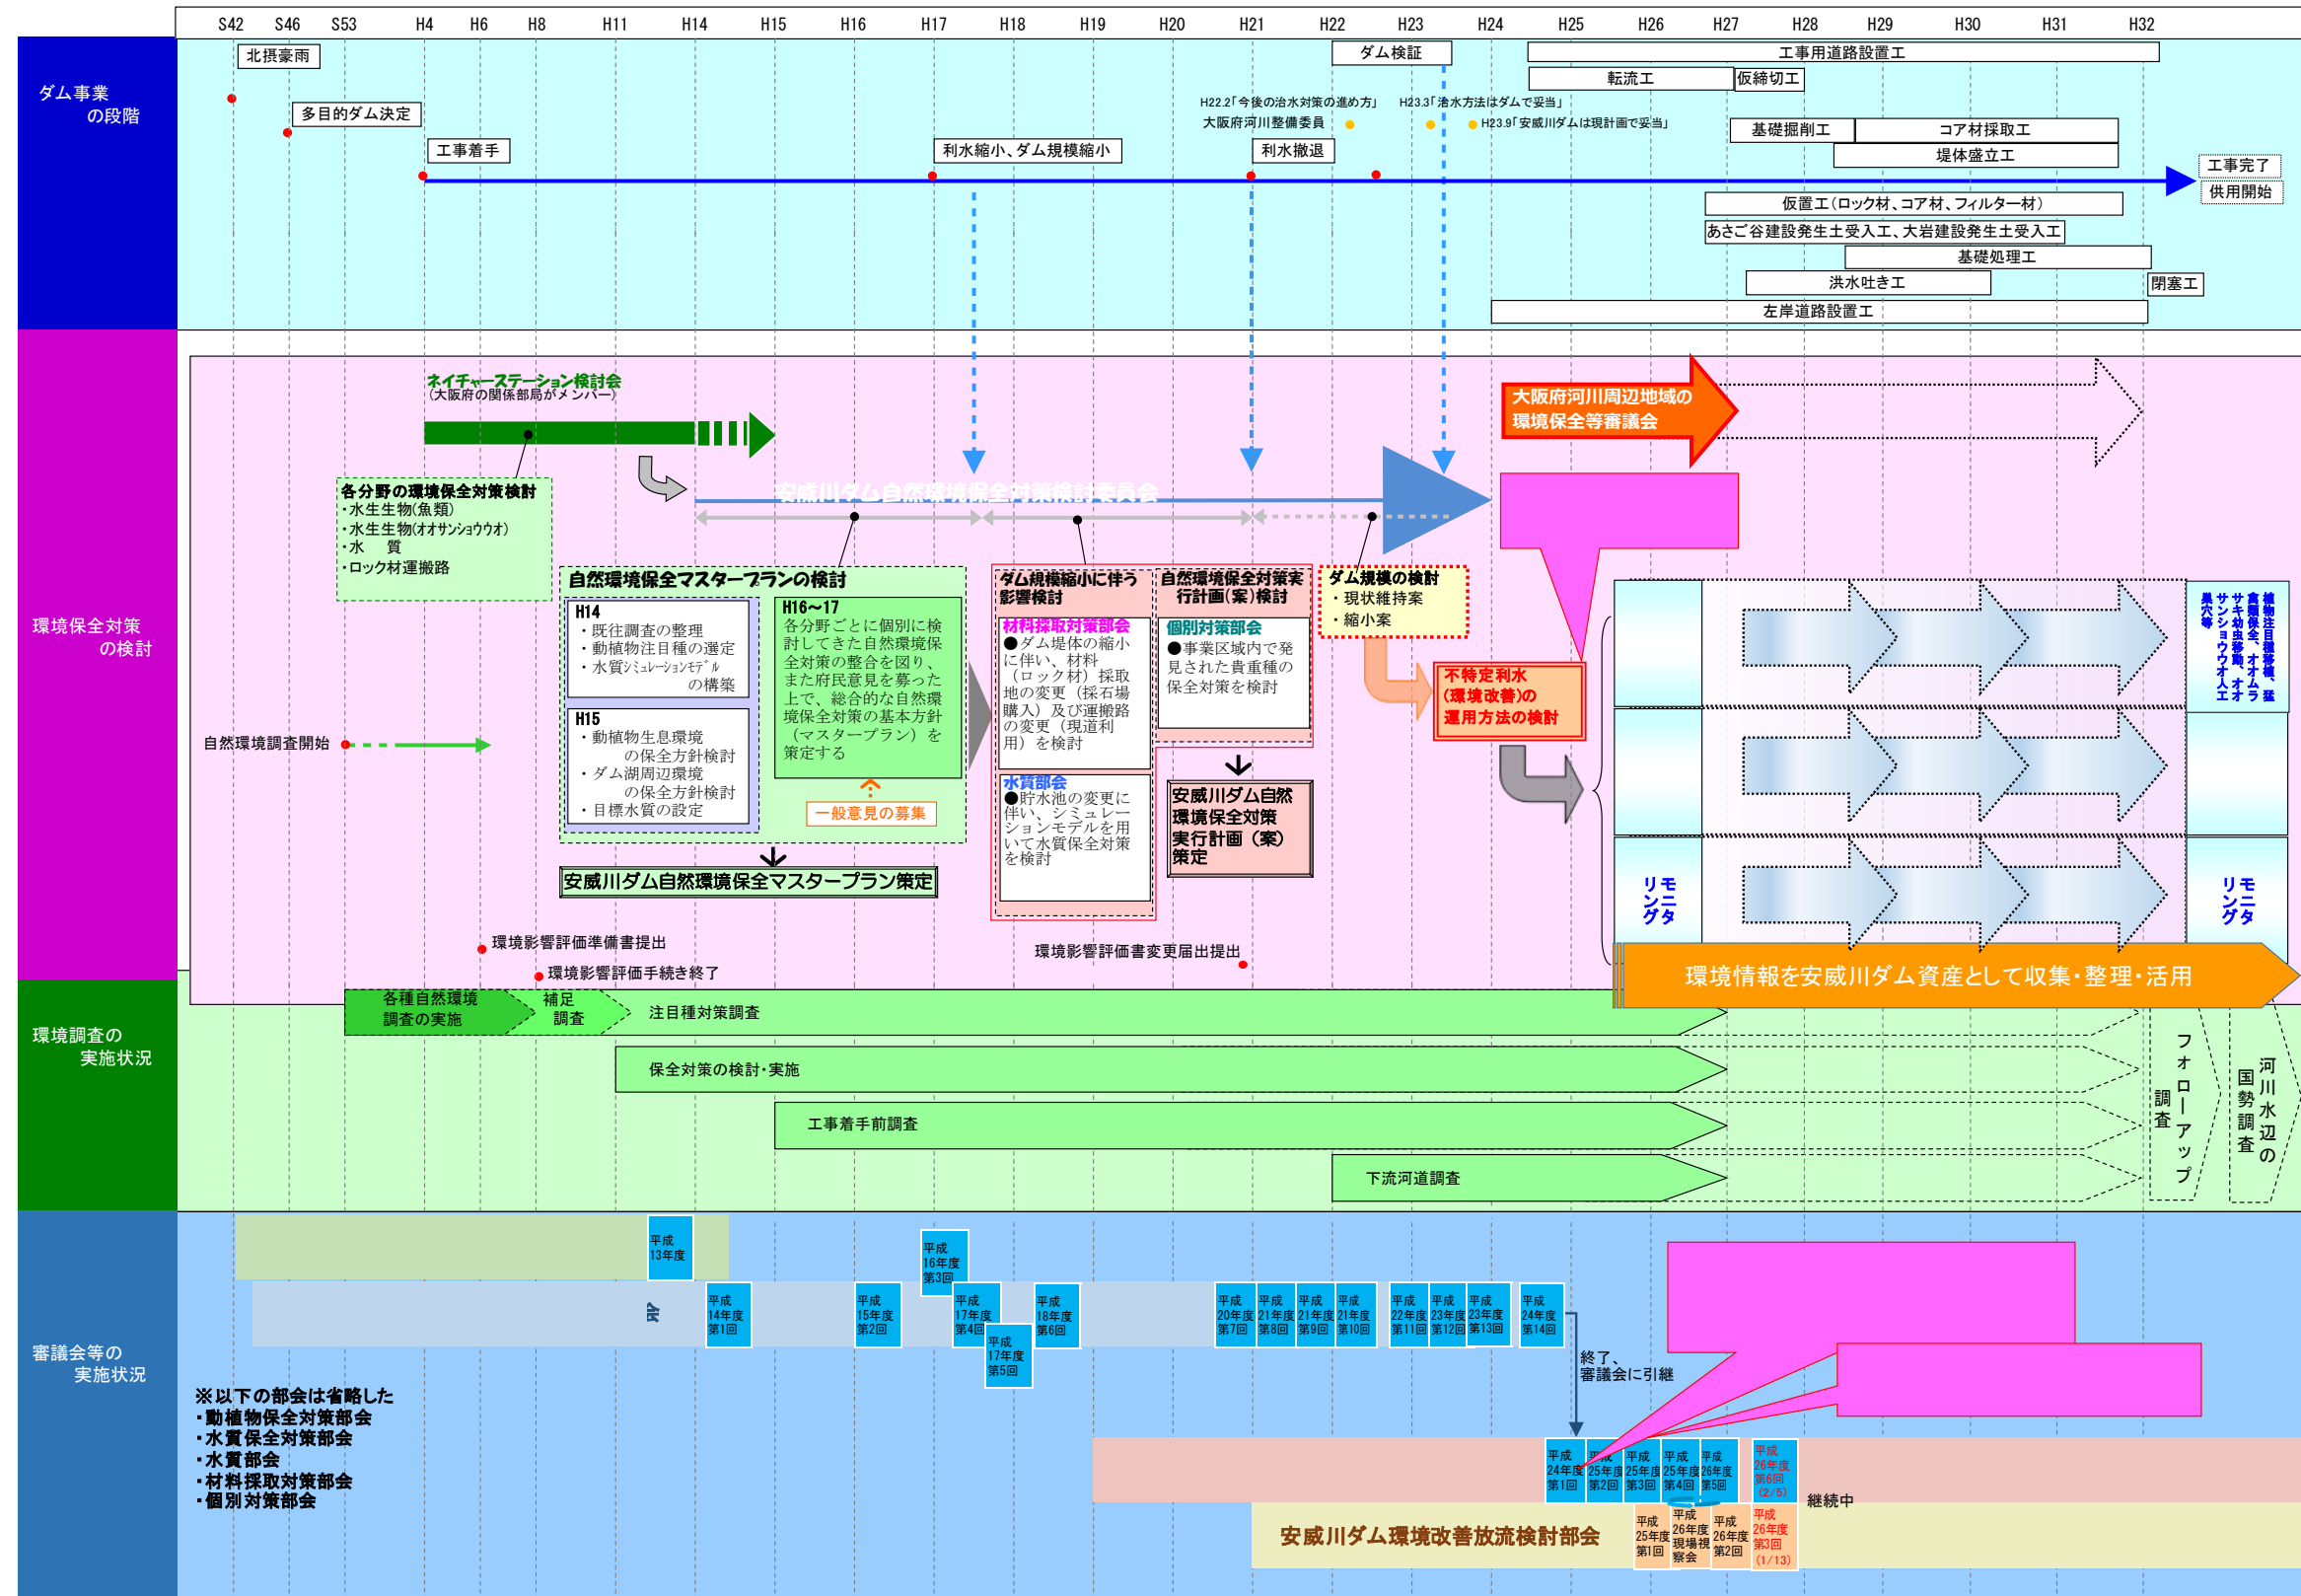 S42 S46 S53 H4 H6 H8 H11 H14 H15 H16 H17 H18 H19 H20 H21 H22 H23 H24 H25 H26 H27 H28 H29 H30 H31 H32
ダム事業
の段階
北摂豪雨
多目的ダム決定
工事着手
利水縮小、ダム規模縮小
利水撤退
ダム検証
H22.2「今後の治水対策の進め方」
大阪府河川整備委員
H23.3「治水方法はダムで妥当」
H23.9「安威川ダムは現計画で妥当」
工事用道路設置工
転流工
仮締切工
基礎掘削工
コア材採取工
堤体盛立工
工事完了
供用開始
仮置工(ロック材、コア材、フィルター材)
あさご谷建設発生土受入工、大岩建設発生土受入工
基礎処理工
洪水吐き工
閉塞工
左岸道路設置工
環境保全対策
の検討
ネイチャーステーション検討会
(大阪府の関係部局がメンバー)
各分野の環境保全対策検討
・水生生物(魚類)
・水生生物(オオサンショウウオ)
・水 質
・ロック材運搬路
自然環境調査開始
安威川ダム自然環境保全対策検討委員会
自然環境保全マスタープランの検討
H14
・既往調査の整理
・動植物注目種の選定
・水質シミュレーションモデル
の構築
H15
・動植物生息環境
の保全方針検討
・ダム湖周辺環境
の保全方針検討
・目標水質の設定
H16～17
各分野ごとに個別に検
討してきた自然環境保
全対策の整合を図り、
また府民意見を募った
上で、総合的な自然環
境保全対策の基本方針
（マスタープラン）を
策定する
一般意見の募集
安威川ダム自然環境保全マスタープラン策定
ダム規模縮小に伴う
影響検討
材料採取対策部会
●ダム堤体の縮小
に伴い、材料
（ロック材）採取
地の変更（採石場
購入）及び運搬路
の変更（現道利
用）を検討
水質部会
●貯水池の変更に
伴い、シミュレー
ションモデルを用
いて水質保全対策
を検討
自然環境保全対策実
行計画(案)検討
個別対策部会
●事業区域内で発
見された貴重種の
保全対策を検討
安威川ダム自然
環境保全対策
実行計画（案）
策定
ダム規模の検討
・現状維持案
・縮小案
不特定利水
(環境改善)の
運用方法の検討
大阪府河川周辺地域の
環境保全等審議会
植物注目種移植、猛
禽類保全、オオムラ
サキ幼虫移動、オオ
サンショウウオ人工
巣穴等
モニタ
リング
モニタ
リング
環境影響評価準備書提出
環境影響評価手続き終了
環境影響評価書変更届出提出
環境情報を安威川ダム資産として収集・整理・活用
環境調査の
実施状況
各種自然環境
調査の実施
補足
調査
注目種対策調査
保全対策の検討・実施
工事着手前調査
下流河道調査
フォローアップ
調査
河川水辺の
国勢調査
審議会等の
実施状況
平成
13年度
平成
14年度
第1回
平成
15年度
第2回
平成
16年度
第3回
平成
17年度
第4回
平成
17年度
第5回
平成
18年度
第6回
平成
20年度
第7回
平成
21年度
第8回
平成
21年度
第9回
平成
21年度
第10回
平成
22年度
第11回
平成
23年度
第12回
平成
23年度
第13回
平成
24年度
第14回
終了、
審議会に引継
※以下の部会は省略した
・動植物保全対策部会
・水質保全対策部会
・水質部会
・材料採取対策部会
・個別対策部会
平成
24年度
第1回
平成
25年度
第2回
平成
25年度
第3回
平成
25年度
第4回
平成
26年度
第5回
平成
26年度
第6回
(2/5)
継続中
安威川ダム環境改善放流検討部会
平成
25年度
第1回
平成
26年度
現場視
察会
平成
26年度
第2回
平成
26年度
第3回
(1/13)